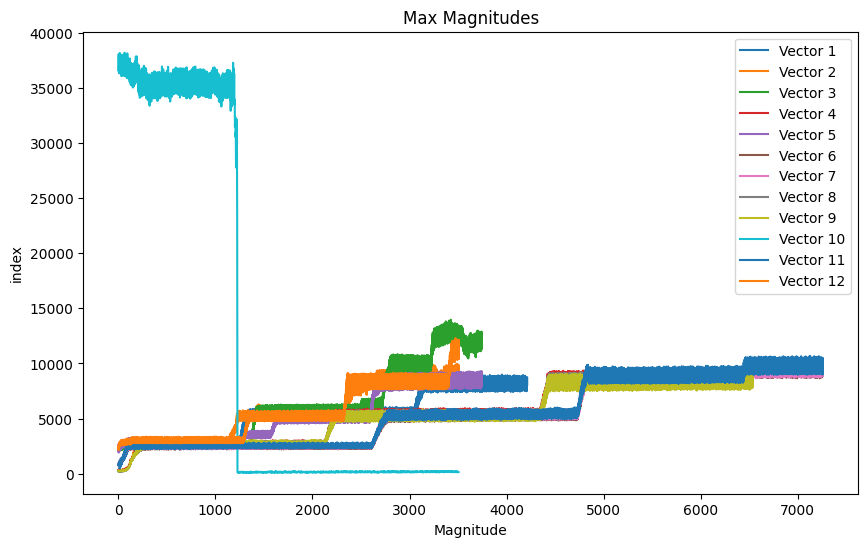 Max Magnitudes
40000
35000
30000
25000
20000
15000
10000
5000
0
index
0 1000 2000 3000 4000 5000 6000 7000
Magnitude
Vector 1
Vector 2
Vector 3
Vector 4
Vector 5
Vector 6
Vector 7
Vector 8
Vector 9
Vector 10
Vector 11
Vector 12